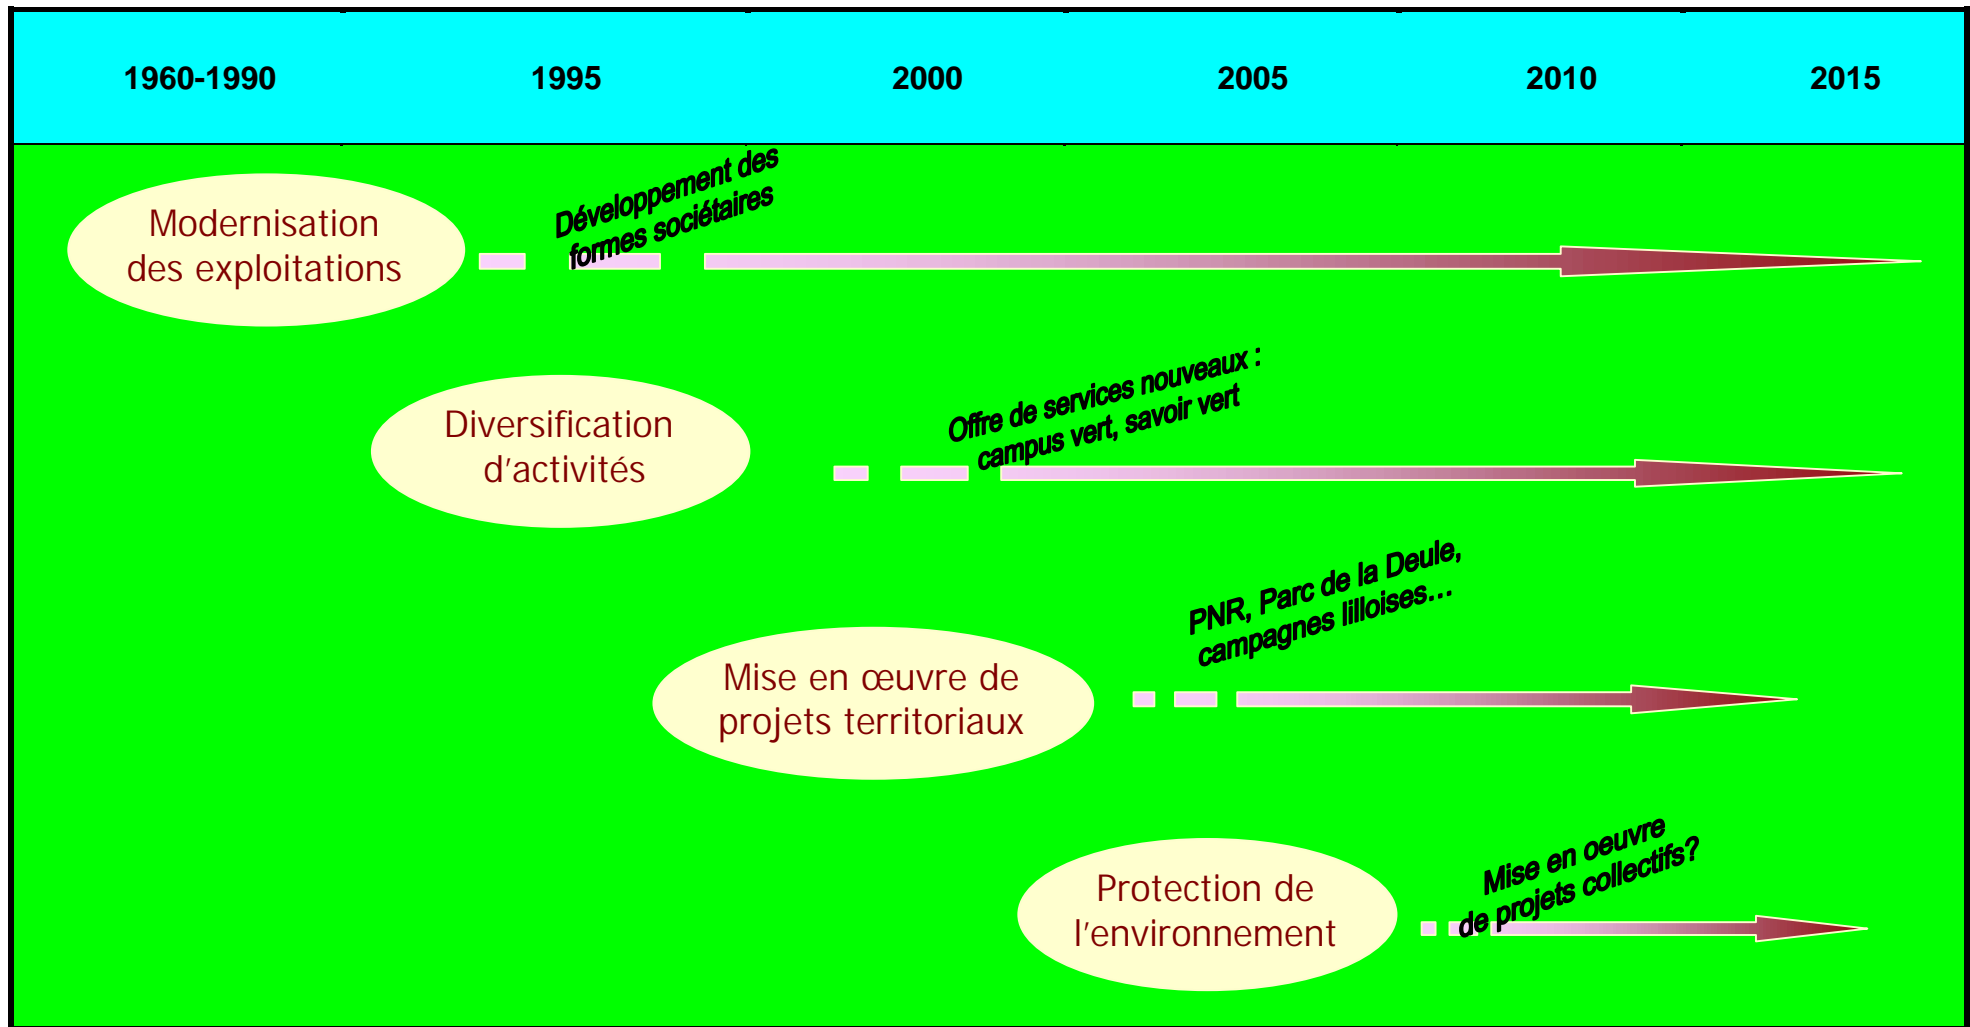 1960-1990 1995 2000 2005 2010 2015
Modernisation
des exploitations
Développement des
formes sociétaires
Diversification
d'activités
Offre de services nouveaux :
campus vert, savoir vert
Mise en œuvre de
projets territoriaux
PNR, Parc de la Deule,
campagnes lilloises…
Protection de
l'environnement
Mise en oeuvre
de projets collectifs?